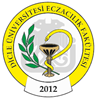 DİCLE ÜNİVERSİTESİ ECZACILIK FAKÜLTESİ
2012